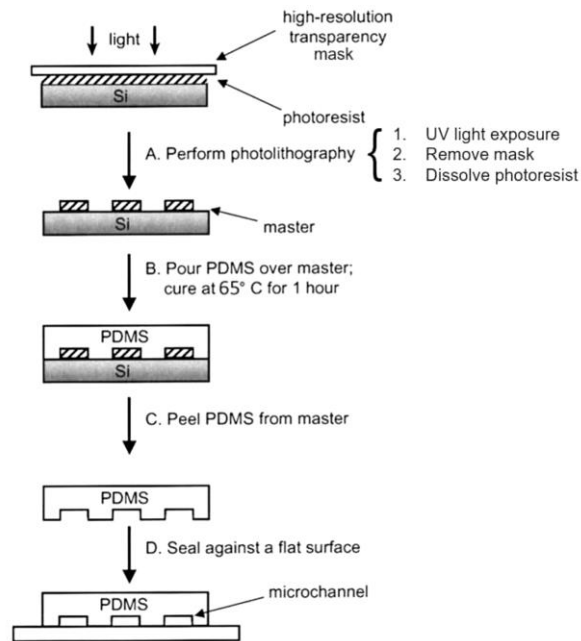 high-resolution
transparency
mask
light
Si
photoresist
A. Perform photolithography
1. UV light exposure
2. Remove mask
3. Dissolve photoresist
Si
master
B. Pour PDMS over master;
cure at 65° C for 1 hour
PDMS
Si
C. Peel PDMS from master
PDMS
D. Seal against a flat surface
microchannel
PDMS